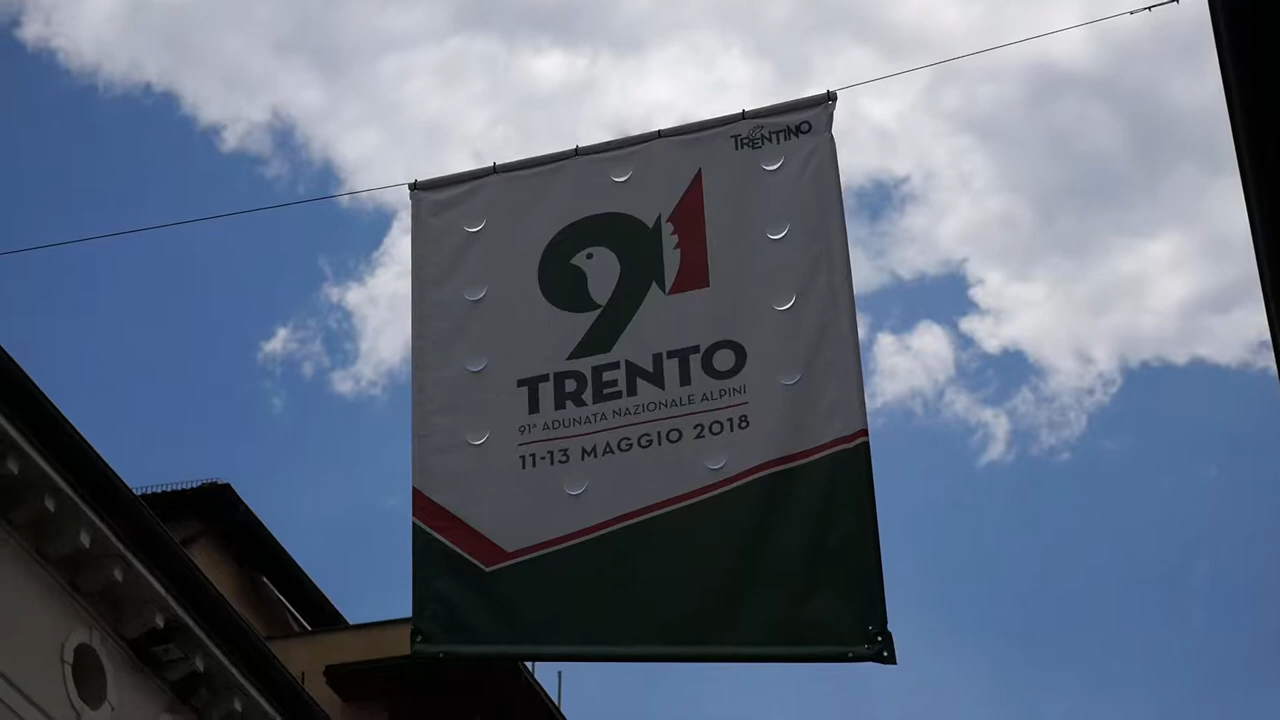 TRENTINO
91
TRENTO
91ª ADUNATA NAZIONALE ALPINI
11-13 MAGGIO 2018